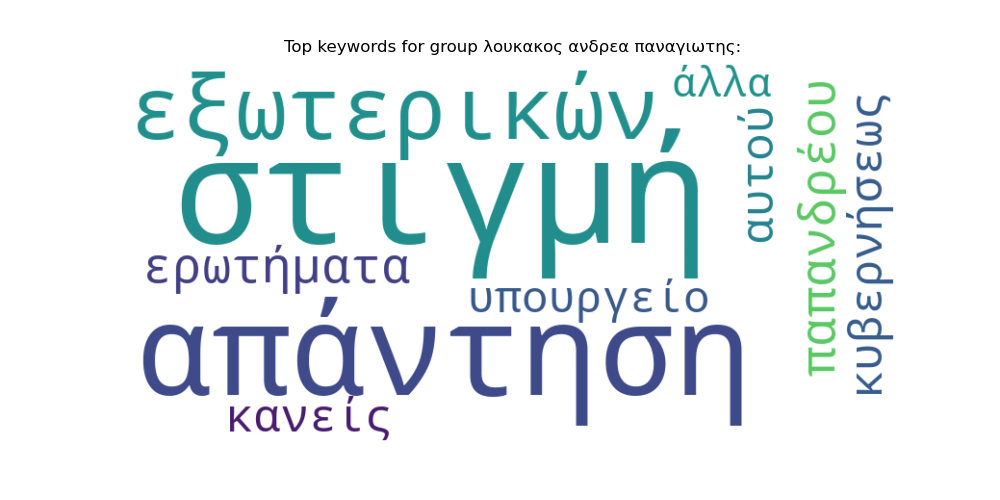 Top keywords for group λουκακος ανδρεα παναγιωτης:
εξωτερικών
άλλα
στιγμή
αυτού
παπανδρέου
κυβερνήσεως
ερωτήματα
υπουργείο
απάντηση
κανείς